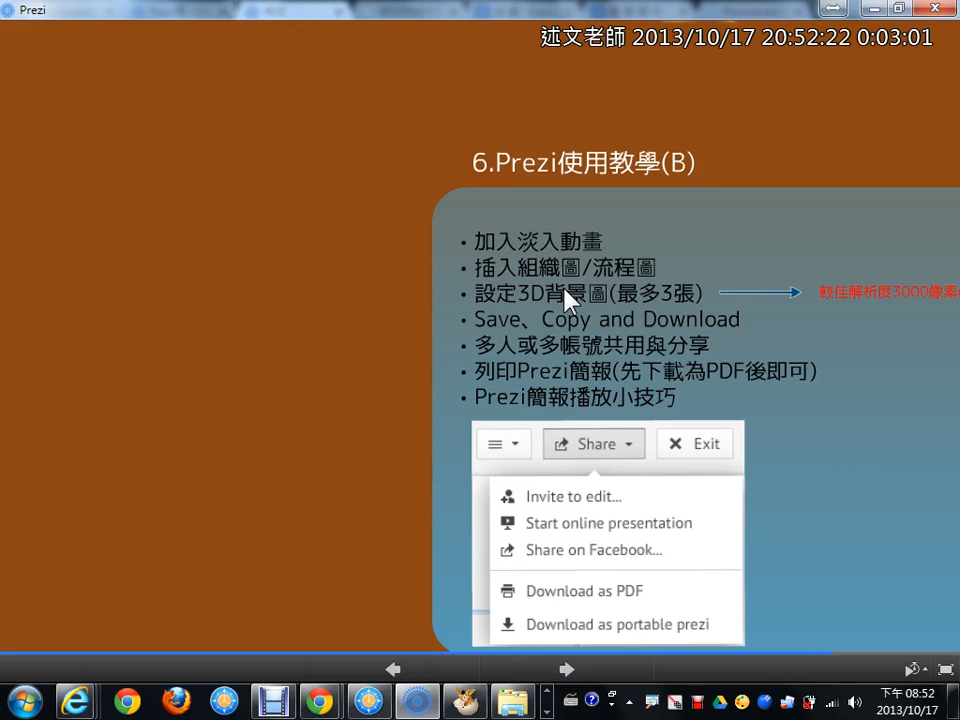 Prezi
述文老師 2013/10/17 20:52:22 0:03:01
6.Prezi使用教學(B)
• 加入淡入動畫
• 插入組織圖/流程圖
• 設定3D背景圖(最多3張)
較佳解析度3000像素
• Save、Copy and Download
• 多人或多帳號共用與分享
• 列印Prezi簡報(先下載為PDF後即可)
• Prezi簡報播放小技巧
Share
Exit
Invite to edit...
Start online presentation
Share on Facebook...
Download as PDF
Download as portable prezi
下午 08:52
2013/10/17